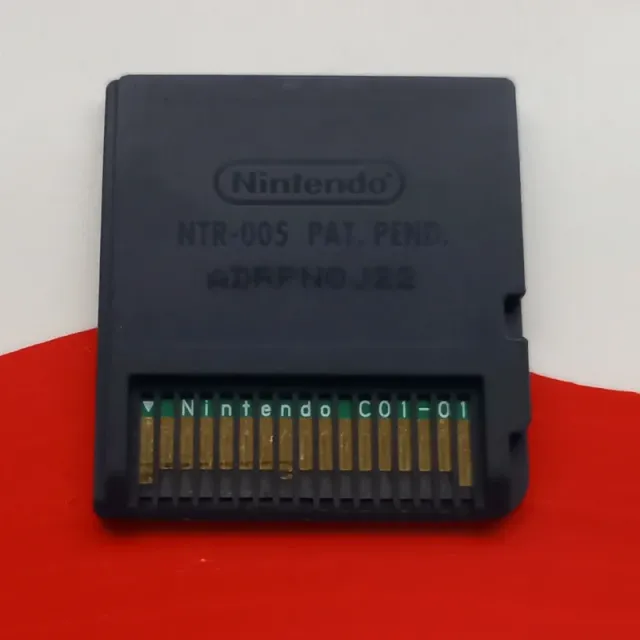 Nintendo®
NTR-005 PAT. PEND.
▼ Nintendo C01-01